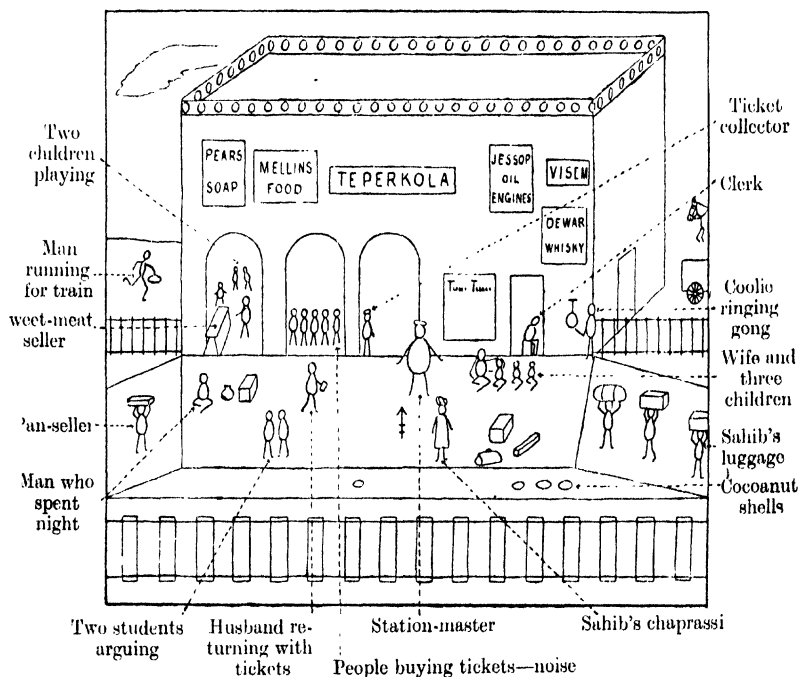 Two
children
playing
Man
running
for train
weet-meat
seller
an-seller
Man who
spent
night
PEARS
SOAP
MELLINS
FOOD
TEPERKOLA
JESSOP
OIL
ENGINES
VISEM
DEWAR
WHISKY
Ticket
collector
Clerk
Coolie
ringing
gong
Wife and
three
children
Sahib's
luggage
Cocoanut
shells
Two students
arguing
Husband re-
turning with
tickets
Station-master
People buying tickets—noise
Sahib's chaprassi